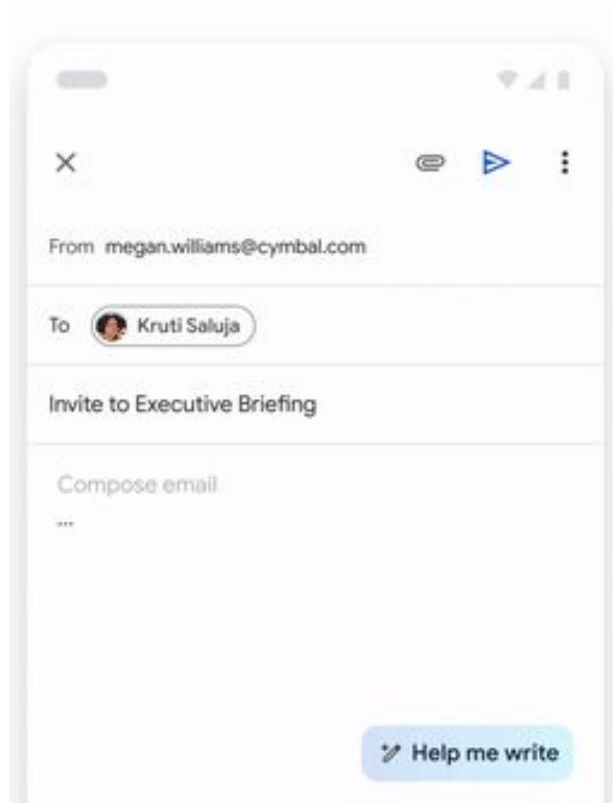 From megan.williams@cymbal.com
To Kruti Saluja
Invite to Executive Briefing
Compose email
...
Help me write